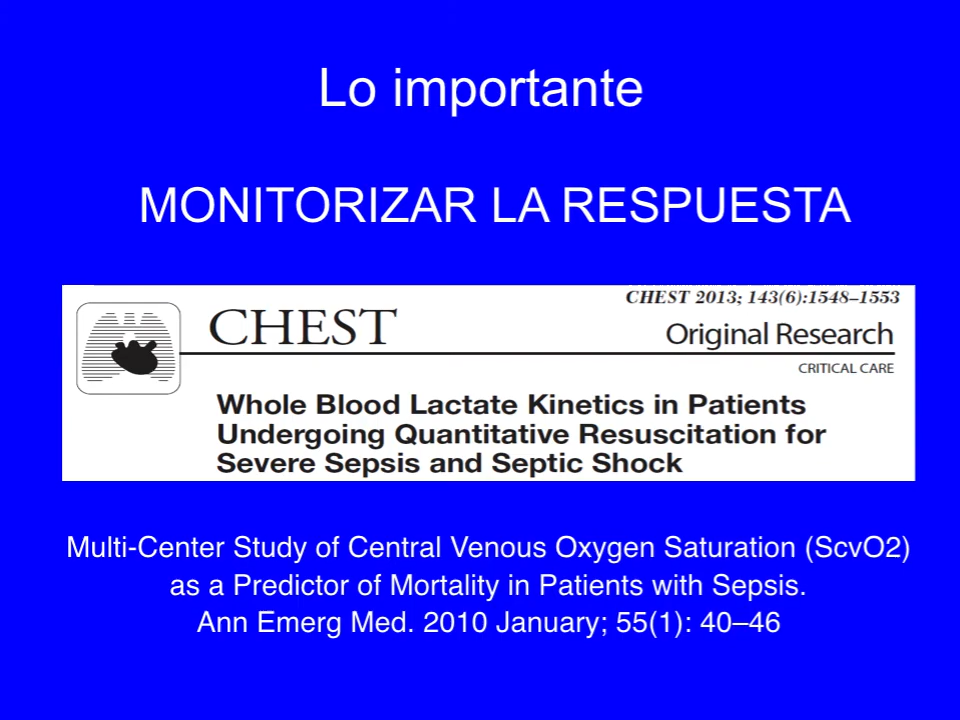 Lo importante
MONITORIZAR LA RESPUESTA
CHEST 2013; 143(6):1548–1553
CHEST
Original Research
CRITICAL CARE
Whole Blood Lactate Kinetics in Patients
Undergoing Quantitative Resuscitation for
Severe Sepsis and Septic Shock
Multi-Center Study of Central Venous Oxygen Saturation (ScvO2)
as a Predictor of Mortality in Patients with Sepsis.
Ann Emerg Med. 2010 January; 55(1): 40–46